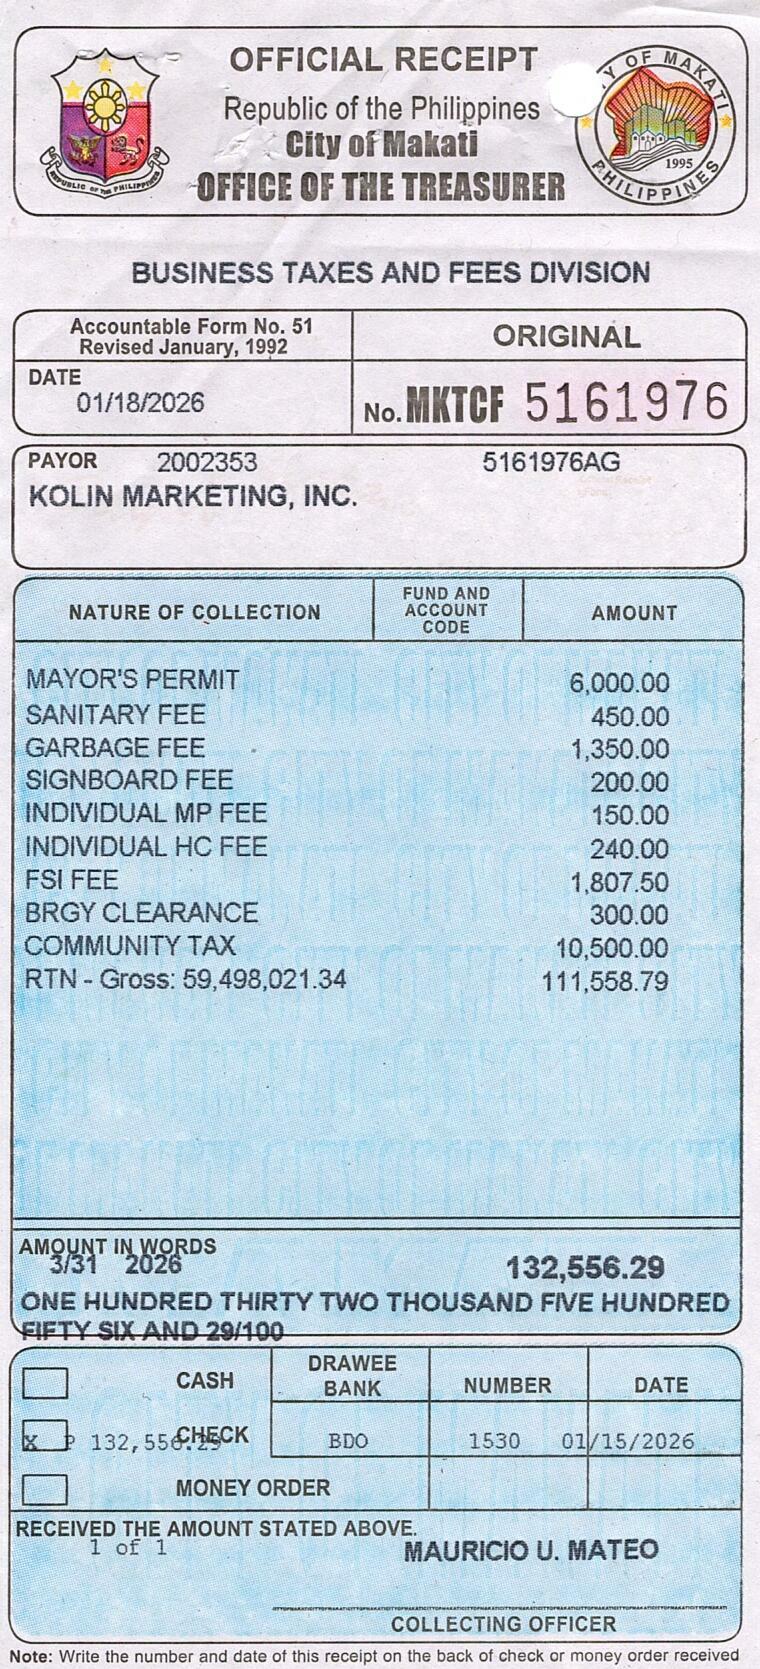 OFFICIAL RECEIPT
Republic of the Philippines
City of Makati
OFFICE OF THE TREASURER
REPUBLIC OF THE PHILIPPINES
Y OF MAKATI
1995
PHILIPPINES
BUSINESS TAXES AND FEES DIVISION
Accountable Form No. 51
Revised January, 1992
ORIGINAL
DATE
01/18/2026
No. MKTCF 5161976
PAYOR 2002353 5161976AG
KOLIN MARKETING, INC.
NATURE OF COLLECTION FUND AND ACCOUNT CODE AMOUNT
MAYOR'S PERMIT 6,000.00
SANITARY FEE 450.00
GARBAGE FEE 1,350.00
SIGNBOARD FEE 200.00
INDIVIDUAL MP FEE 150.00
INDIVIDUAL HC FEE 240.00
FSI FEE 1,807.50
BRGY CLEARANCE 300.00
COMMUNITY TAX 10,500.00
RTN - Gross: 59,498,021.34 111,558.79
AMOUNT IN WORDS
3/31 2026 132,556.29
ONE HUNDRED THIRTY TWO THOUSAND FIVE HUNDRED
FIFTY SIX AND 29/100
CASH DRAWEE BANK NUMBER DATE
X P 132,556.29 CHECK BDO 1530 01/15/2026
MONEY ORDER
RECEIVED THE AMOUNT STATED ABOVE.
1 of 1 MAURICIO U. MATEO
COLLECTING OFFICER
Note: Write the number and date of this receipt on the back of check or money order received